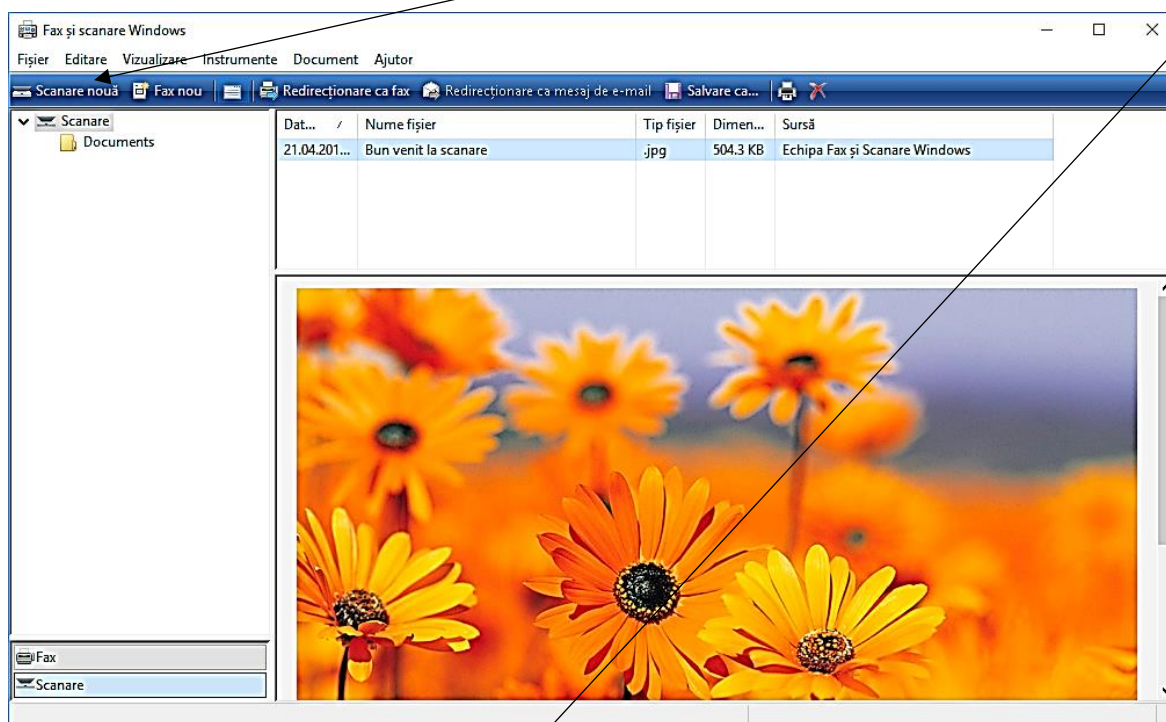 Fax și scanare Windows
Fișier Editare Vizualizare Instrumente Document Ajutor
Scanare nouă Fax nou Redirecționare ca fax Redirecționare ca mesaj de e-mail Salvare ca...
Scanare
Documents
Dat... Nume fișier Tip fișier Dimen... Sursă
21.04.201... Bun venit la scanare .jpg 504.3 KB Echipa Fax și Scanare Windows
Fax
Scanare